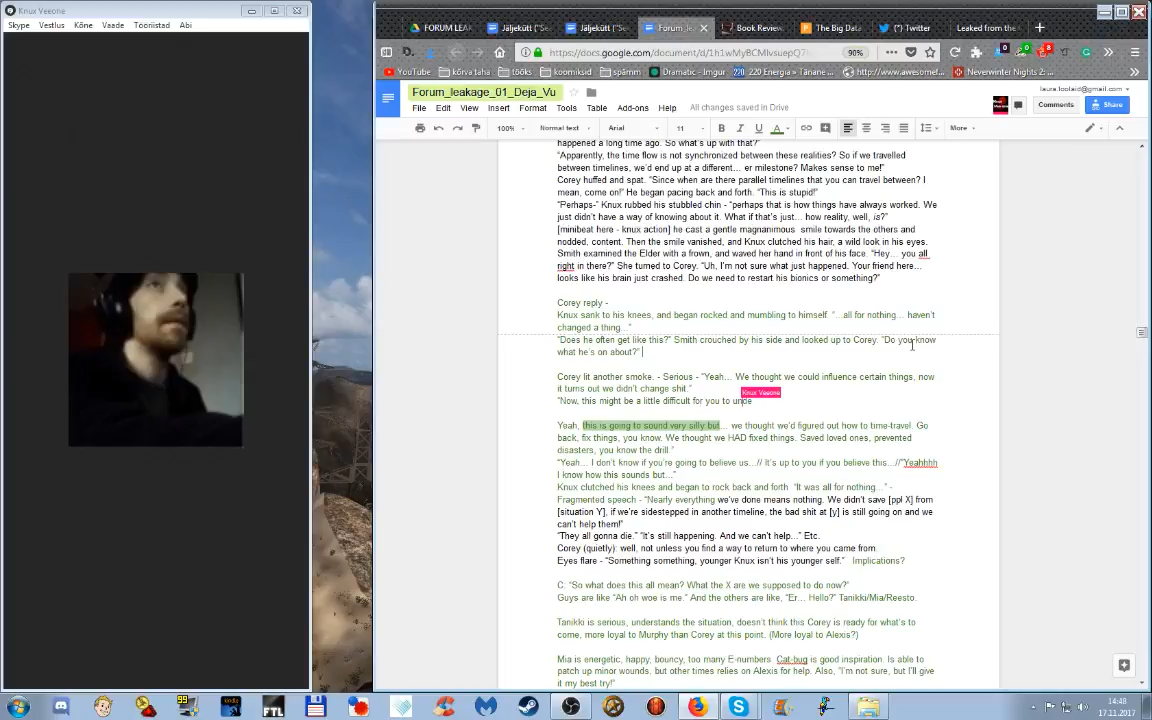 Knux Veeone
Skype Vestlus Kõne Vaade Tööriistad Abi
FORUM LEA Jäljekütt ("Se Jäljekütt ("Se Forum_leak Book Review The Big Data (*) Twitter Leaked from the
https://docs.google.com/document/d/1h1wMyBCMIvsuepQ7 90%
YouTube kõrva taha tööks koomiksid spämm Dramatic - Imgur 220 Energia » Tänane... http://www.awesomef... Neverwinter Nights 2:...
Forum_leakage_01_Deja_Vu
laura.loolaid@gmail.com
File Edit View Insert Format Tools Table Add-ons Help All changes saved in Drive
Comments Share
100% Normal text Arial 11 B I U A More
happened a long time ago. So what's up with that?"
"Apparently, the time flow is not synchronized between these realities? So if we travelled
between timelines, we'd end up at a different… er milestone? Makes sense to me!"
Corey huffed and spat. "Since when are there parallel timelines that you can travel between? I
mean, come on!" He began pacing back and forth. "This is stupid!"
"Perhaps-" Knux rubbed his stubbled chin - "perhaps that is how things have always worked. We
just didn't have a way of knowing about it. What if that's just… how reality, well, is?"
[minibeat here - knux action] he cast a gentle magnanimous smile towards the others and
nodded, content. Then the smile vanished, and Knux clutched his hair, a wild look in his eyes.
Smith examined the Elder with a frown, and waved her hand in front of his face. "Hey… you all
right in there?" She turned to Corey. "Uh, I'm not sure what just happened. Your friend here…
looks like his brain just crashed. Do we need to restart his bionics or something?"
Corey reply -
Knux sank to his knees, and began rocked and mumbling to himself. "…all for nothing… haven't
changed a thing…"
"Does he often get like this?" Smith crouched by his side and looked up to Corey. "Do you know
what he's on about?"
Corey lit another smoke. - Serious - "Yeah… We thought we could influence certain things, now
it turns out we didn't change shit."
Knux Veeone
"Now, this might be a little difficult for you to unde
Yeah, this is going to sound very silly but… we thought we'd figured out how to time-travel. Go
back, fix things, you know. We thought we HAD fixed things. Saved loved ones, prevented
disasters, you know the drill."
"Yeah… I don't know if you're going to believe us…// It's up to you if you believe this…//"Yeahhhh
I know how this sounds but…"
Knux clutched his knees and began to rock back and forth "It was all for nothing…" -
Fragmented speech - "Nearly everything we've done means nothing. We didn't save [ppl X] from
[situation Y], if we're sidestepped in another timeline, the bad shit at [y] is still going on and we
can't help them!"
"They all gonna die." "It's still happening. And we can't help…" Etc.
Corey (quietly): well, not unless you find a way to return to where you came from.
Eyes flare - "Something something, younger Knux isn't his younger self." Implications?
C: "So what does this all mean? What the X are we supposed to do now?"
Guys are like "Ah oh woe is me." And the others are like, "Er… Hello?" Tanikki/Mia/Reesto.
Tanikki is serious, understands the situation, doesn't think this Corey is ready for what's to
come, more loyal to Murphy than Corey at this point. (More loyal to Alexis?)
Mia is energetic, happy, bouncy, too many E-numbers Cat-bug is good inspiration. Is able to
patch up minor wounds, but other times relies on Alexis for help. Also, "I'm not sure, but I'll give
it my best try!"
FTL
14:48
17.11.2017